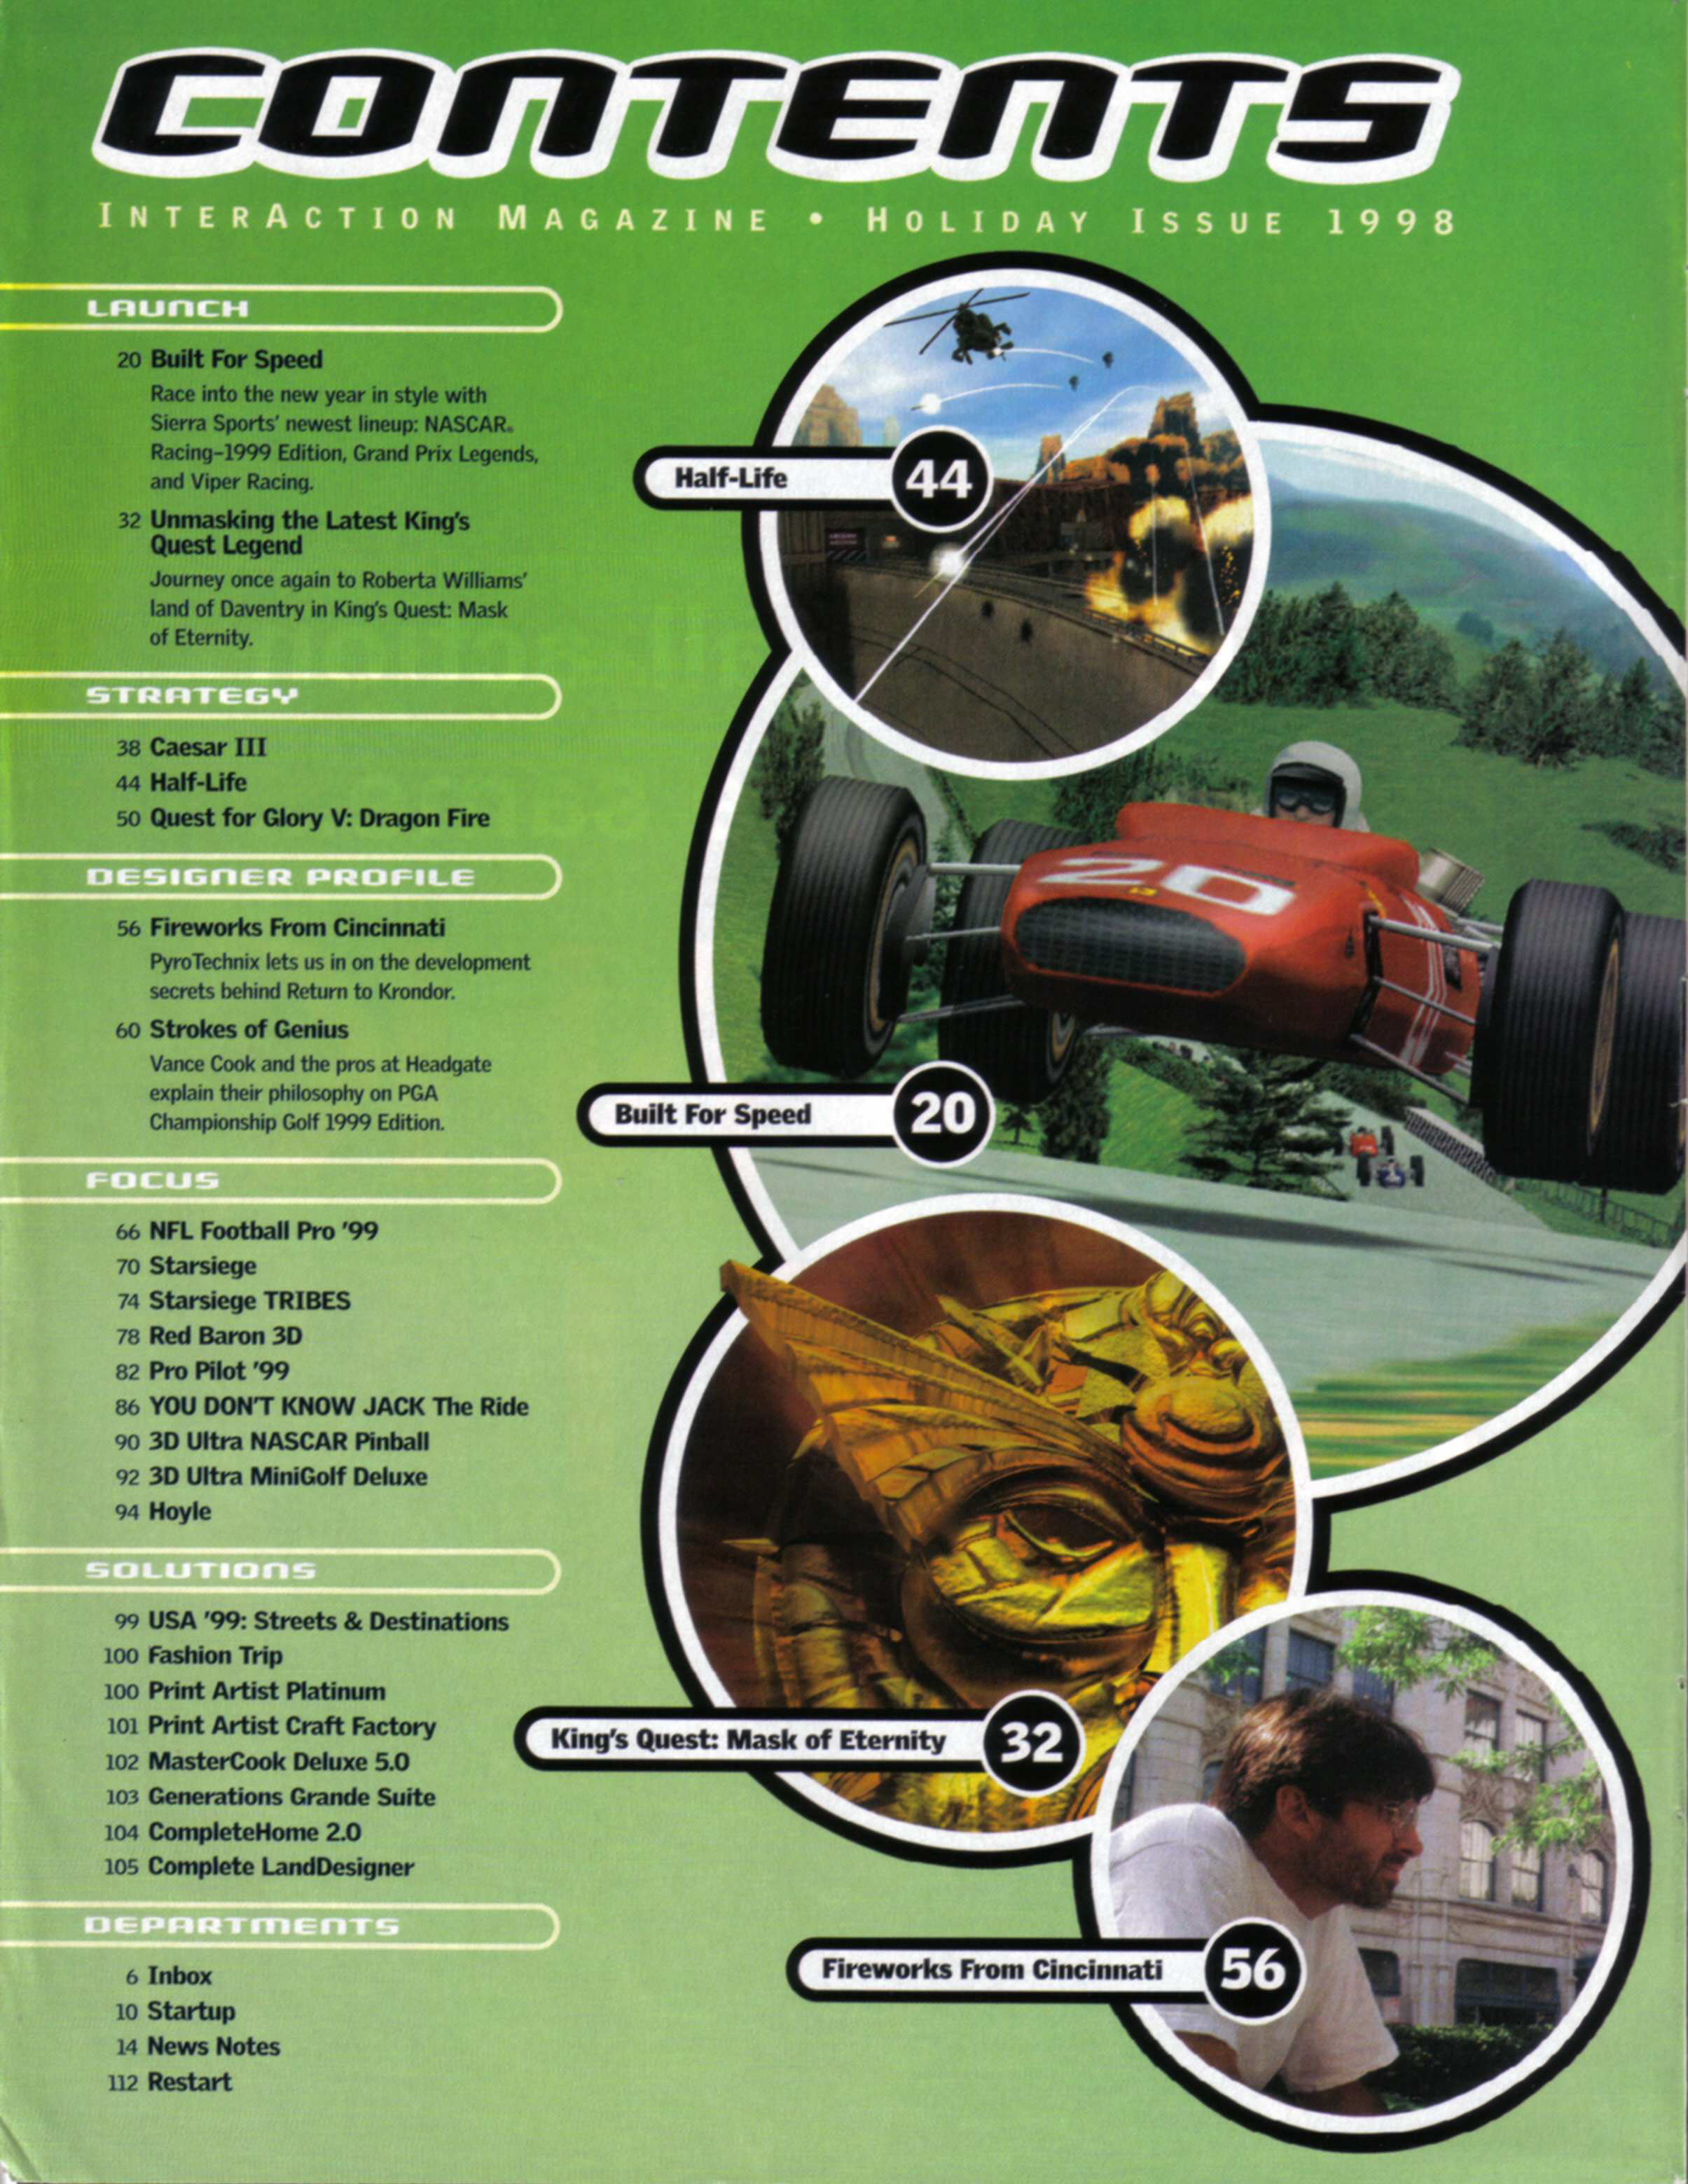 CONTENTS
INTERACTION MAGAZINE • HOLIDAY ISSUE 1998
LAUNCH
20 Built For Speed
Race into the new year in style with
Sierra Sports' newest lineup: NASCAR®
Racing–1999 Edition, Grand Prix Legends,
and Viper Racing.
32 Unmasking the Latest King's
Quest Legend
Journey once again to Roberta Williams'
land of Daventry in King's Quest: Mask
of Eternity.
STRATEGY
38 Caesar III
44 Half-Life
50 Quest for Glory V: Dragon Fire
DESIGNER PROFILE
56 Fireworks From Cincinnati
PyroTechnix lets us in on the development
secrets behind Return to Krondor.
60 Strokes of Genius
Vance Cook and the pros at Headgate
explain their philosophy on PGA
Championship Golf 1999 Edition.
FOCUS
66 NFL Football Pro '99
70 Starsiege
74 Starsiege TRIBES
78 Red Baron 3D
82 Pro Pilot '99
86 YOU DON'T KNOW JACK The Ride
90 3D Ultra NASCAR Pinball
92 3D Ultra MiniGolf Deluxe
94 Hoyle
SOLUTIONS
99 USA '99: Streets & Destinations
100 Fashion Trip
100 Print Artist Platinum
101 Print Artist Craft Factory
102 MasterCook Deluxe 5.0
103 Generations Grande Suite
104 CompleteHome 2.0
105 Complete LandDesigner
DEPARTMENTS
6 Inbox
10 Startup
14 News Notes
112 Restart
Half-Life 44
20
Built For Speed 20
King's Quest: Mask of Eternity 32
Fireworks From Cincinnati 56